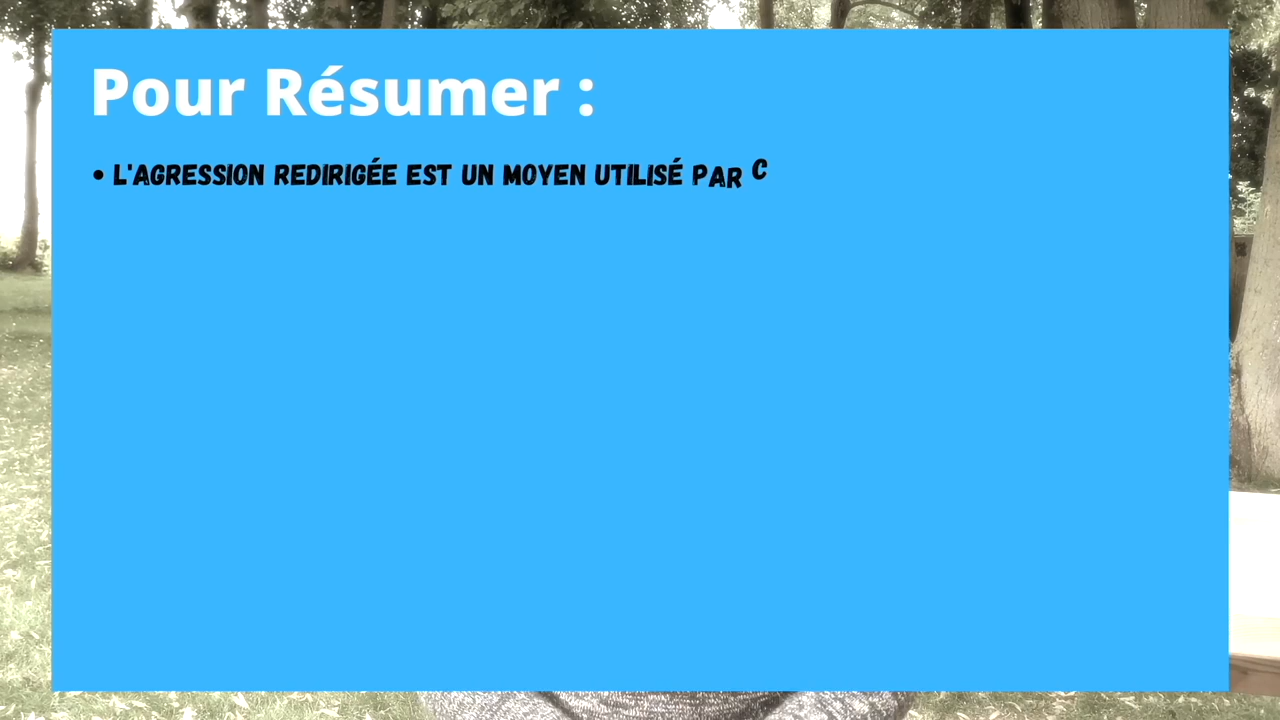 Pour Résumer :
• L'AGRESSION REDIRIGÉE EST UN MOYEN UTILISÉ PAR C